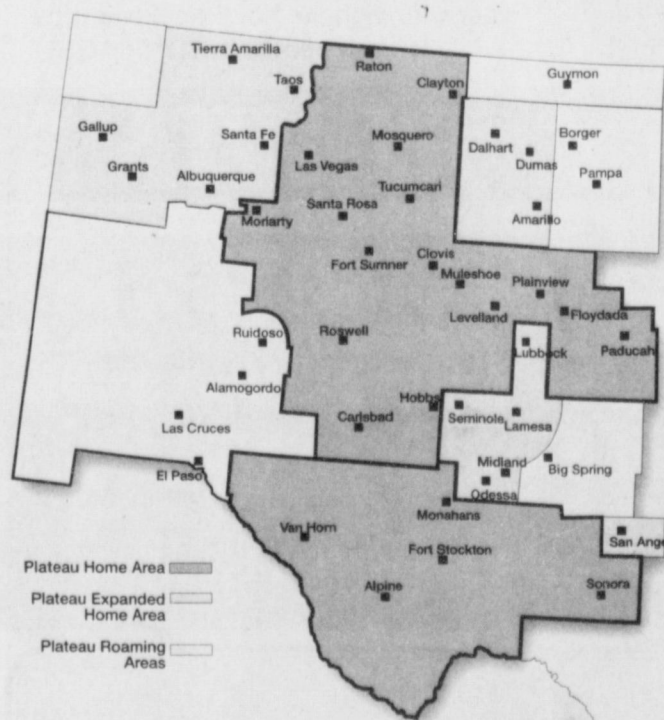 Tierra Amarilla
Raton
Taos
Clayton
Guymon
Gallup
Santa Fe
Mosquero
Dalhart
Borger
Las Vegas
Dumas
Grants
Albuquerque
Tucumcari
Pampa
Moriarty
Santa Rosa
Amarillo
Fort Sumner
Clovis
Muleshoe
Plainview
Levelland
Floydada
Ruidoso
Roswell
Lubbock
Paducah
Alamogordo
Hobbs
Seminole
Lamesa
Las Cruces
Carlsbad
El Paso
Midland
Big Spring
Odessa
Monahans
Van Horn
San Ange
Fort Stockton
Plateau Home Area
Alpine
Sonora
Plateau Expanded
Home Area
Plateau Roaming
Areas